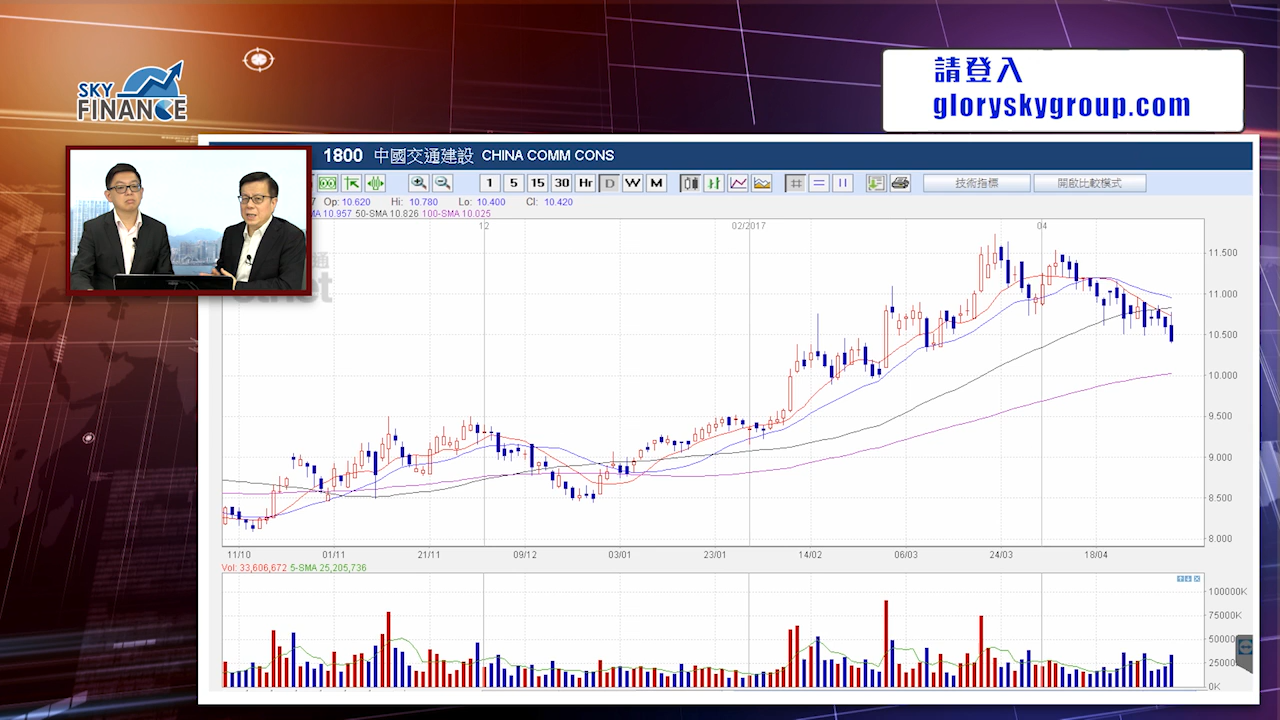 SKY
FINANCE
請登入
gloryskygroup.com
1800 中國交通建設 CHINA COMM CONS
1 5 15 30 Hr D W M 技術指標 開啟比較模式
7 Op: 10.620 Hi: 10.780 Lo: 10.400 Cl: 10.420
MA 10.957 50-SMA 10.826 100-SMA 10.025
12 02/2017 04
11.500
11.000
10.500
10.000
9.500
9.000
8.500
8.000
11/10 01/11 21/11 09/12 03/01 23/01 14/02 06/03 24/03 18/04
Vol: 33,606,672 5-SMA 25,205,736
100000K
75000K
50000
25000
0K